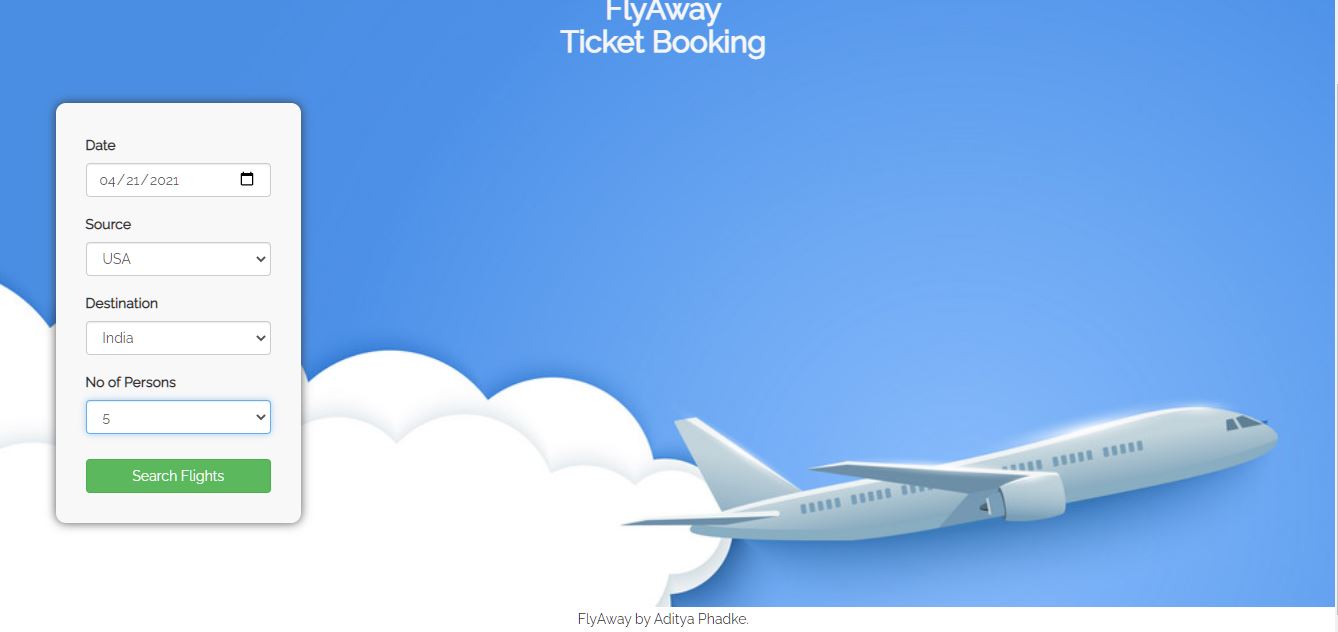 FlyAway
Ticket Booking
Date
04/21/2021
Source
USA
Destination
India
No of Persons
5
Search Flights
FlyAway by Aditya Phadke.